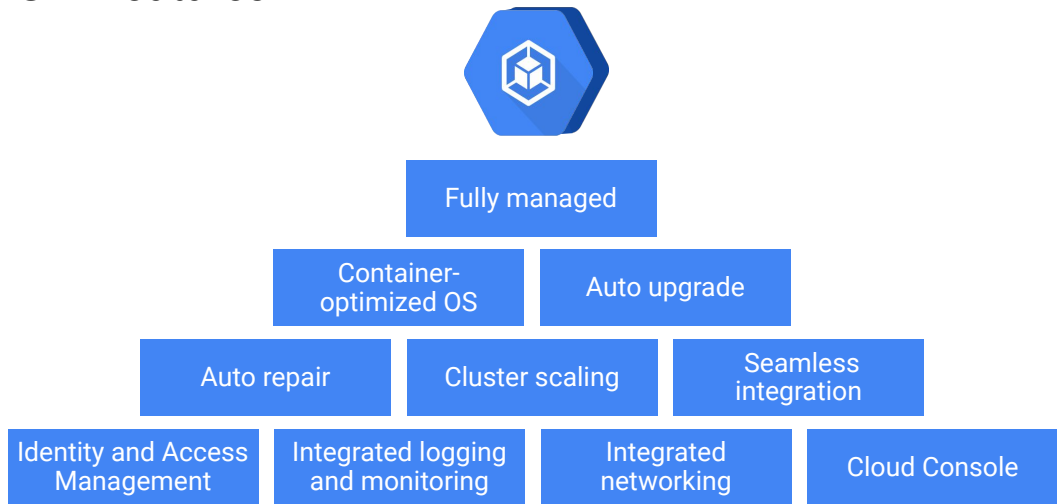 Fully managed
Container-
optimized OS
Auto upgrade
Auto repair
Cluster scaling
Seamless
integration
Identity and Access
Management
Integrated logging
and monitoring
Integrated
networking
Cloud Console